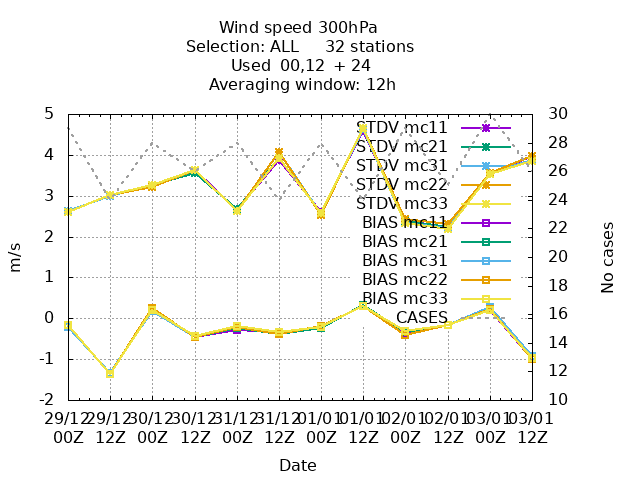 Wind speed 300hPa
Selection: ALL 32 stations
Used 00,12 + 24
Averaging window: 12h
5
4
3
2
1
0
-1
-2
m/s
30
28
26
24
22
20
18
16
14
12
10
No cases
STDV mc11
STDV mc21
STDV mc31
STDV mc22
STDV mc33
BIAS mc11
BIAS mc21
BIAS mc31
BIAS mc22
BIAS mc33
CASES
29/12 00Z
29/12 12Z
30/12 00Z
30/12 12Z
31/12 00Z
31/12 12Z
01/01 00Z
01/01 12Z
02/01 00Z
02/01 12Z
03/01 00Z
03/01 12Z
Date